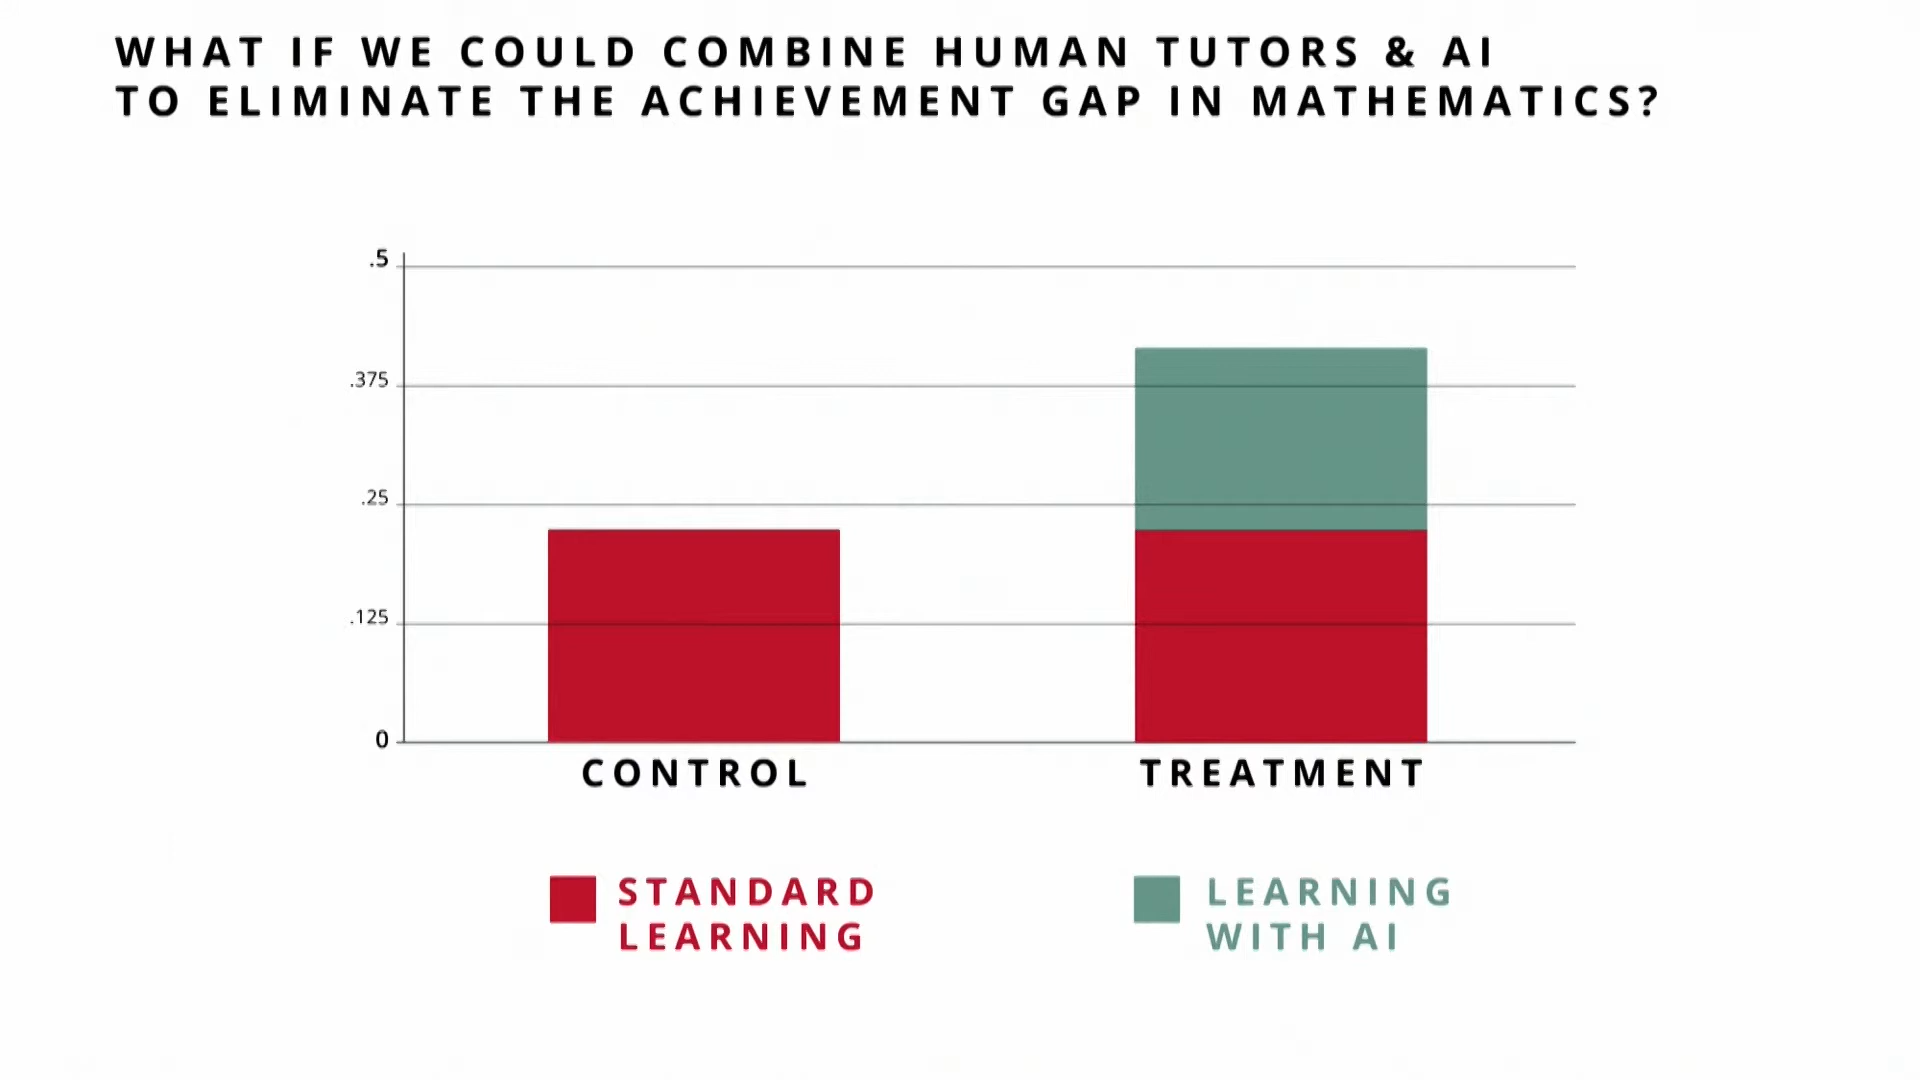 WHAT IF WE COULD COMBINE HUMAN TUTORS & AI
TO ELIMINATE THE ACHIEVEMENT GAP IN MATHEMATICS?
.5
.375
.25
.125
0
CONTROL
TREATMENT
STANDARD
LEARNING
LEARNING
WITH AI